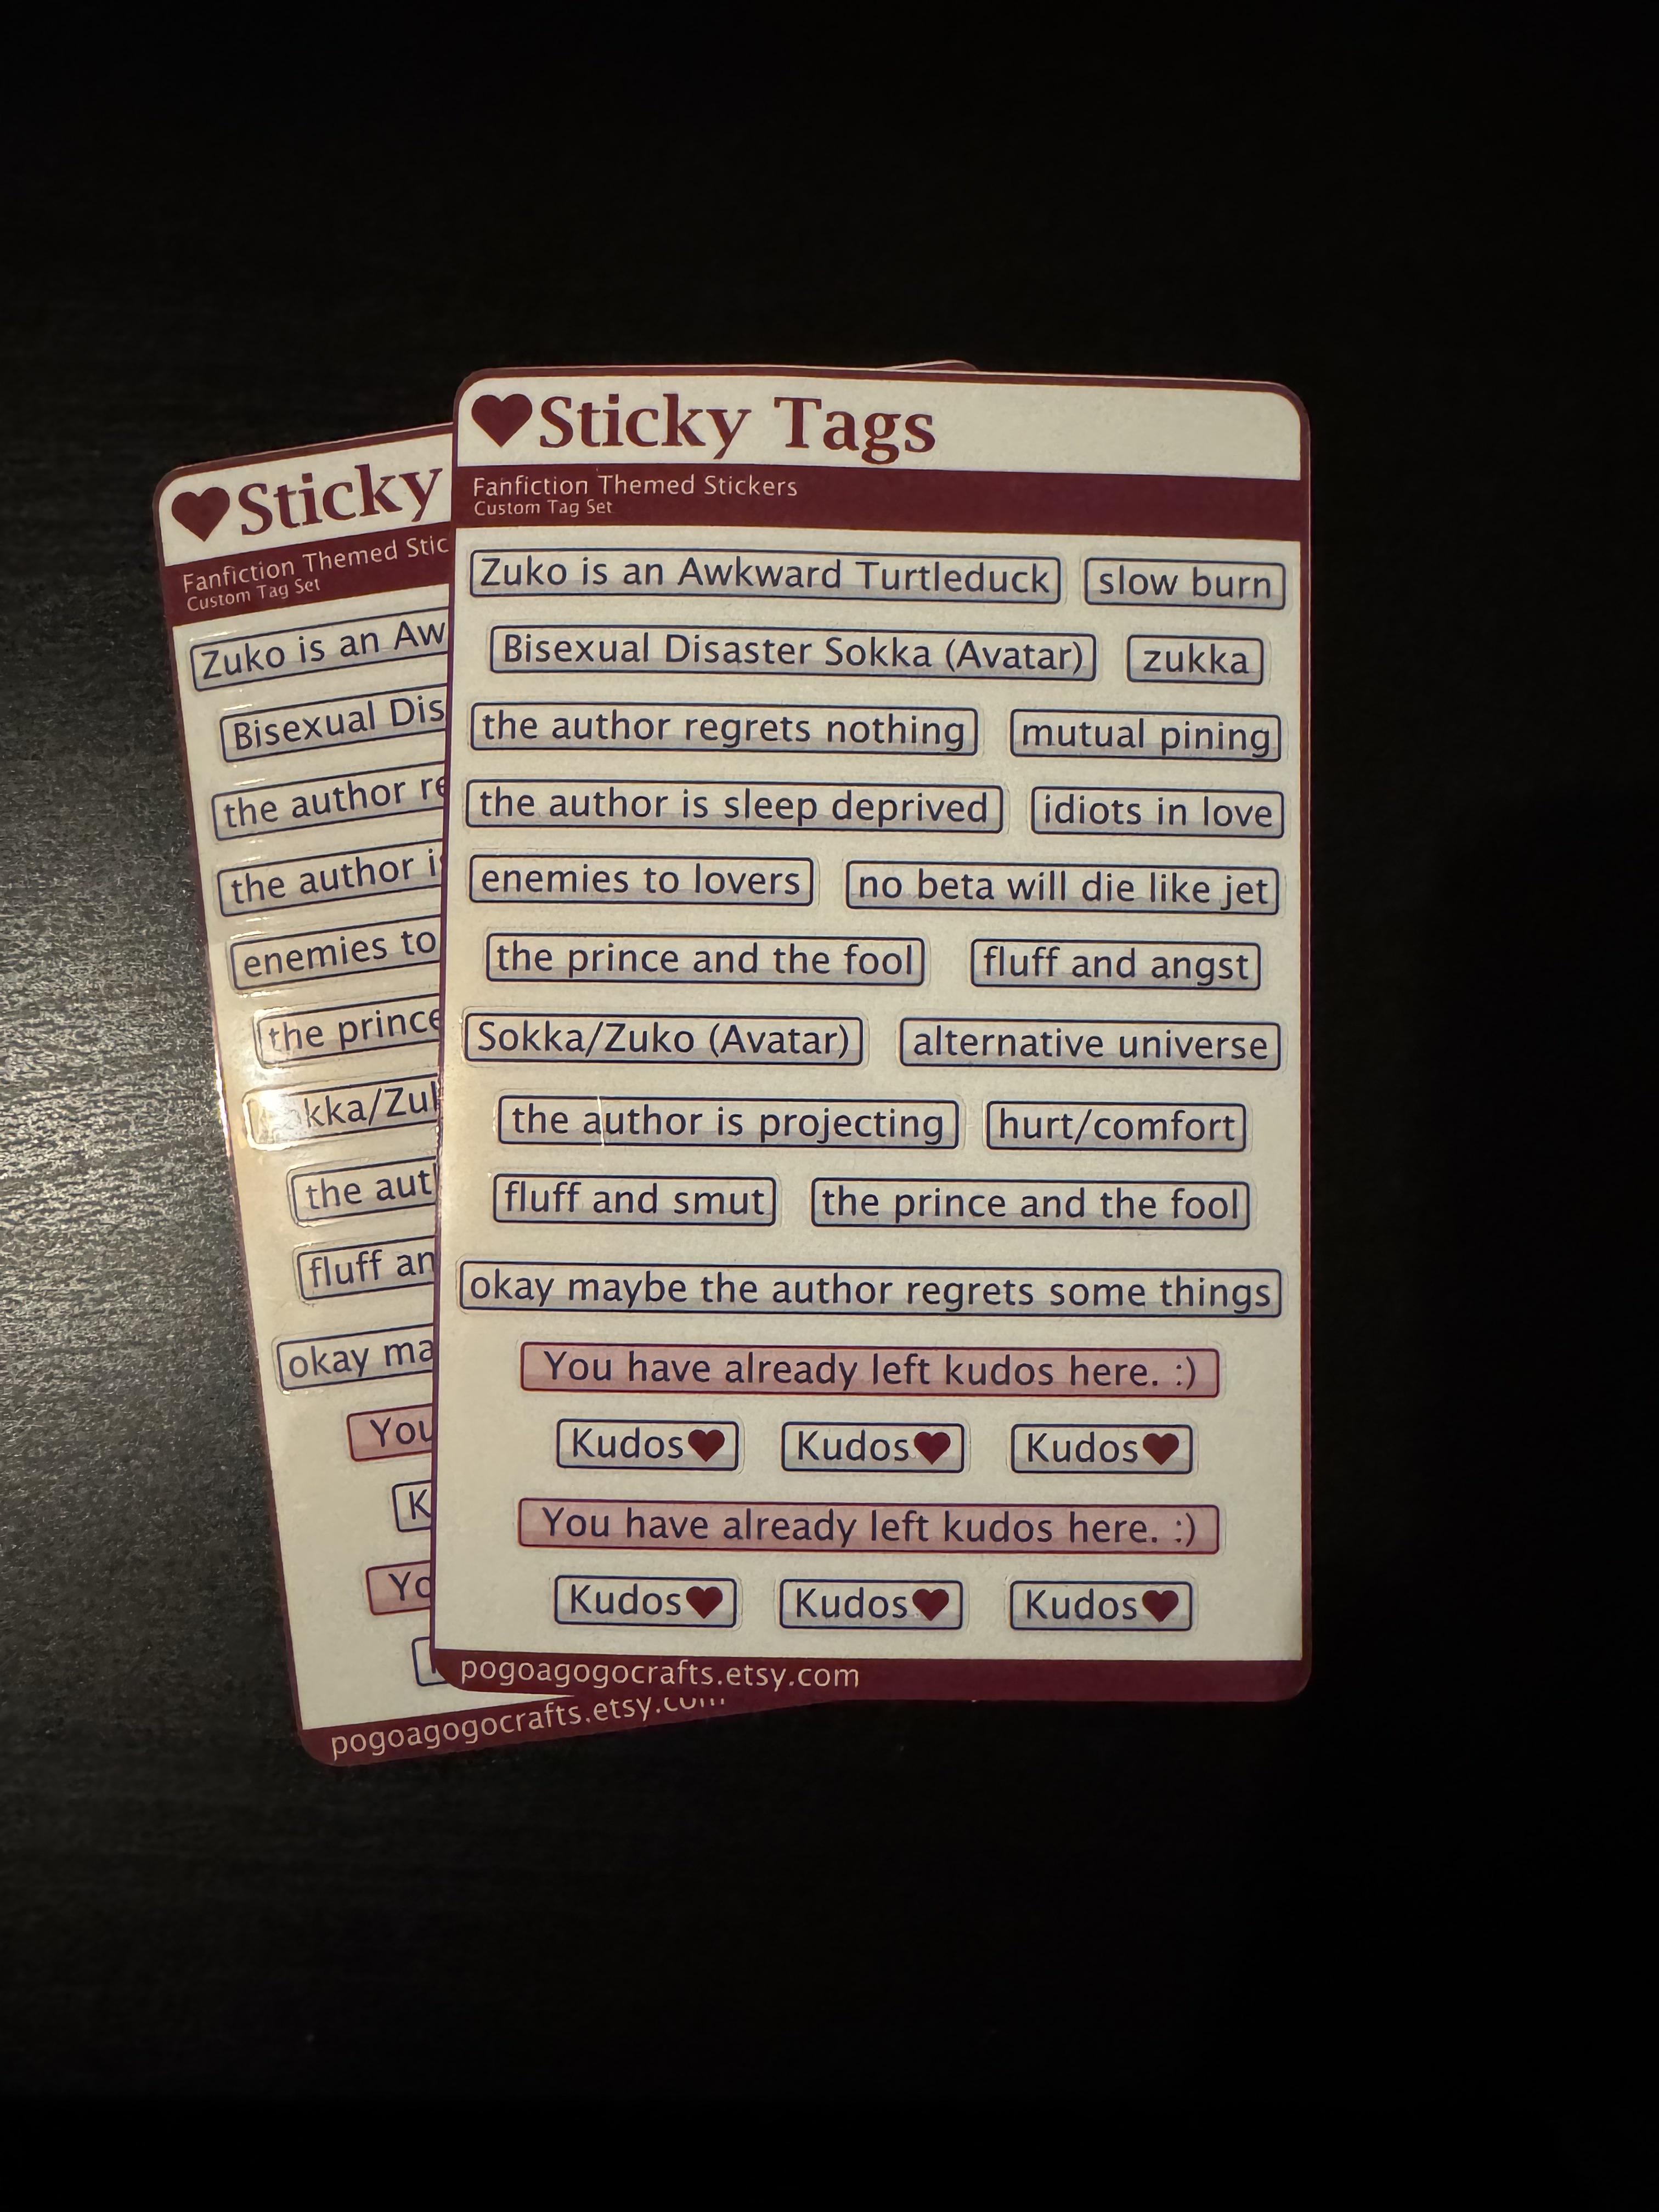 Sticky Tags
Fanfiction Themed Stickers
Custom Tag Set
Zuko is an Awkward Turtleduck slow burn
Bisexual Disaster Sokka (Avatar) zukka
the author regrets nothing mutual pining
the author is sleep deprived idiots in love
enemies to lovers no beta will die like jet
the prince and the fool fluff and angst
Sokka/Zuko (Avatar) alternative universe
the author is projecting hurt/comfort
fluff and smut the prince and the fool
okay maybe the author regrets some things
You have already left kudos here. :)
Kudos♥ Kudos♥ Kudos♥
You have already left kudos here. :)
Kudos♥ Kudos♥ Kudos♥
pogoagogocrafts.etsy.com
Sticky
Fanfiction Themed Stic
Custom Tag Set
Zuko is an Aw
Bisexual Dis
the author re
the author i
enemies to
the prince
kka/Zu
the aut
fluff an
okay ma
You
K
Yo
pogoagogocrafts.etsy.com